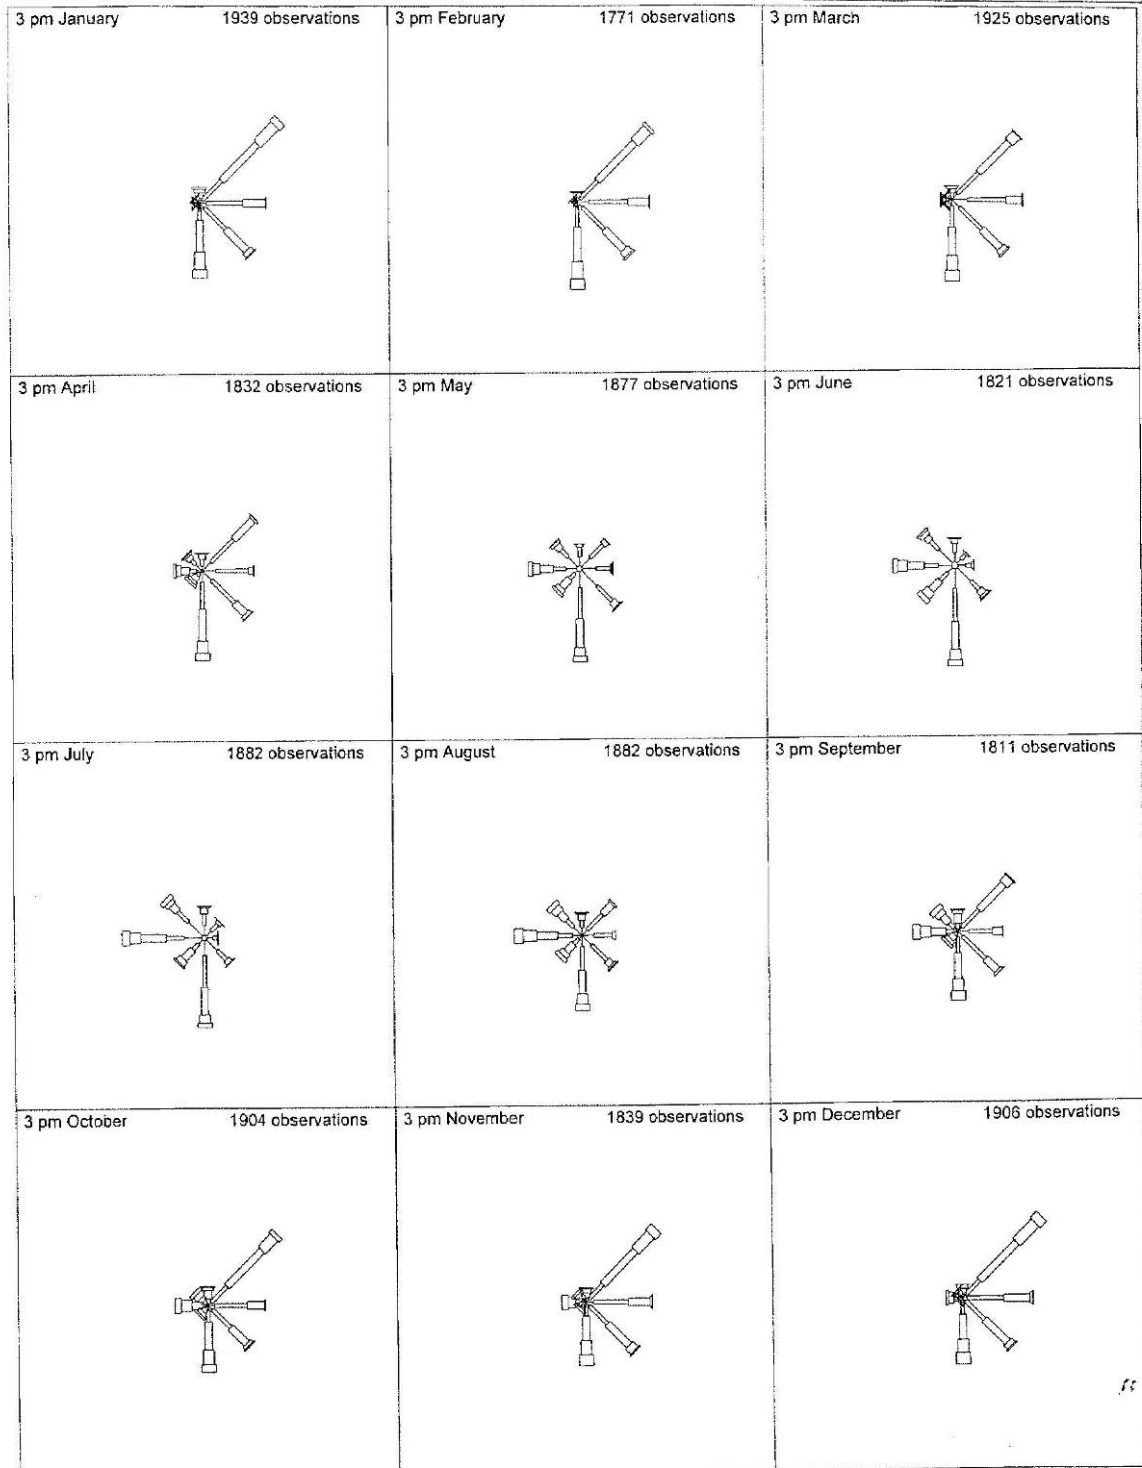 3 pm January 1939 observations
3 pm February 1771 observations
3 pm March 1925 observations
3 pm April 1832 observations
3 pm May 1877 observations
3 pm June 1821 observations
3 pm July 1882 observations
3 pm August 1882 observations
3 pm September 1811 observations
3 pm October 1904 observations
3 pm November 1839 observations
3 pm December 1906 observations